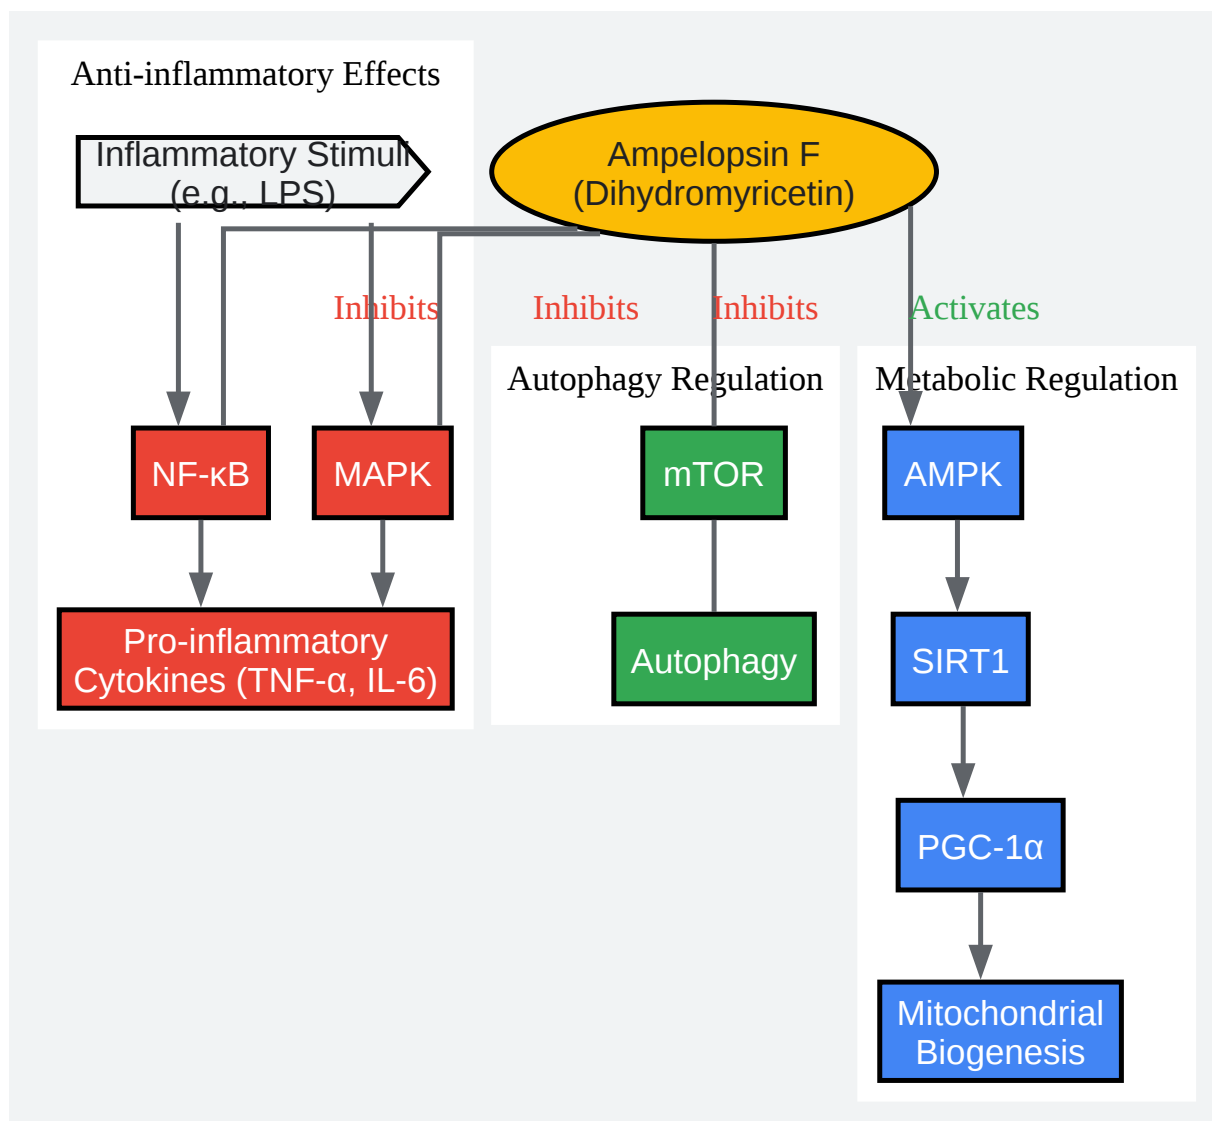 Anti-inflammatory Effects
Inflammatory Stimuli
(e.g., LPS)
Ampelopsin F
(Dihydromyricetin)
Inhibits
Inhibits
Inhibits
Activates
Autophagy Regulation
Metabolic Regulation
NF-κB
MAPK
mTOR
AMPK
Pro-inflammatory
Cytokines (TNF-α, IL-6)
Autophagy
SIRT1
PGC-1α
Mitochondrial
Biogenesis